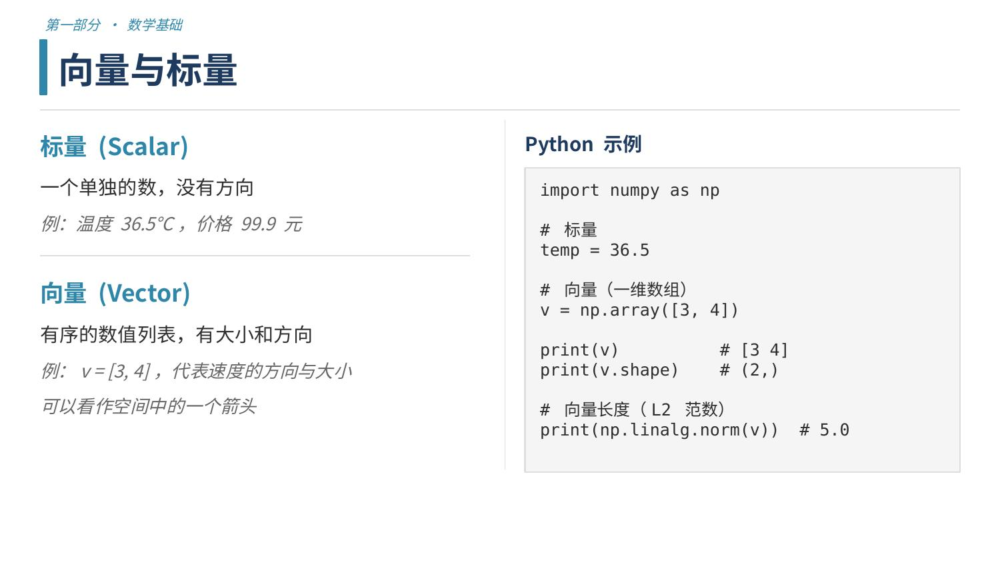 第一部分 · 数学基础
向量与标量
标量 (Scalar)
一个单独的数，没有方向
例：温度 36.5°C，价格 99.9 元
向量 (Vector)
有序的数值列表，有大小和方向
例： v = [3, 4]，代表速度的方向与大小
可以看作空间中的一个箭头
Python 示例
import numpy as np
# 标量
temp = 36.5
# 向量（一维数组）
v = np.array([3, 4])
print(v)          # [3 4]
print(v.shape)    # (2,)
# 向量长度（L2 范数）
print(np.linalg.norm(v))  # 5.0